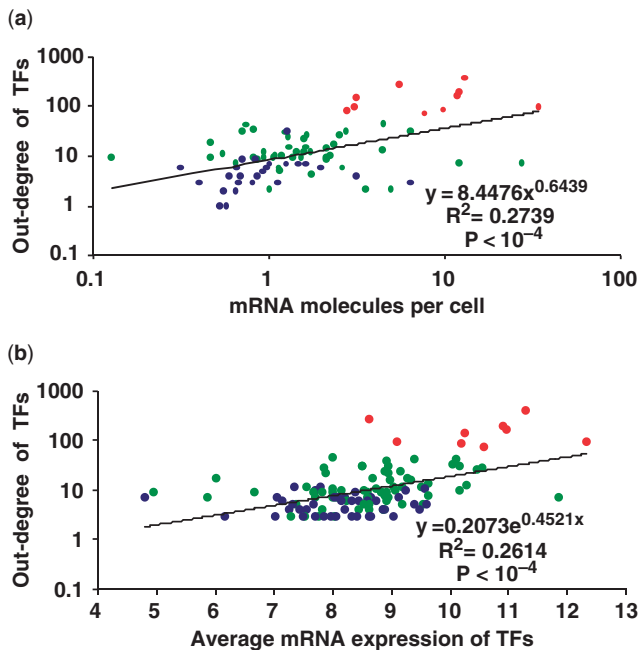 (a)
Out-degree of TFs
1000
100
10
1
0.1
y = 8.4476x^0.6439
R² = 0.2739
P < 10⁻⁴
0.1 1 10 100
mRNA molecules per cell
(b)
Out-degree of TFs
1000
100
10
1
0.1
y = 0.2073e^0.4521x
R² = 0.2614
P < 10⁻⁴
4 5 6 7 8 9 10 11 12 13
Average mRNA expression of TFs